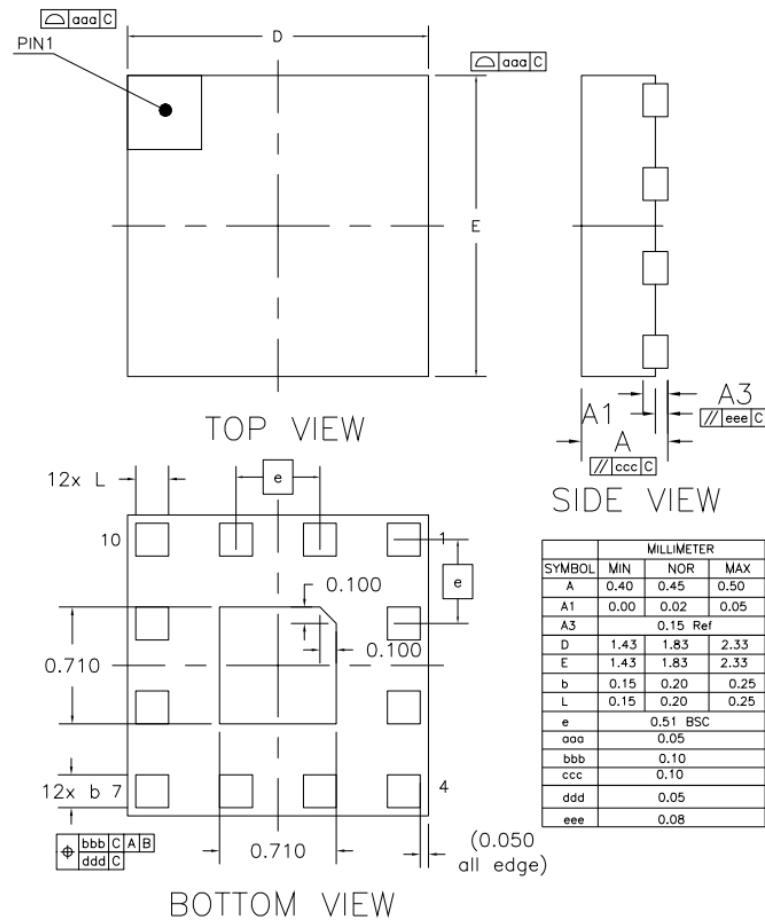 ⌓ aaa C
PIN1
D
⌓ aaa C
E
TOP VIEW
A3
A1
// eee C
A
// ccc C
SIDE VIEW
12x L
e
10
1
0.100
e
0.710
0.100
12x b 7
4
⌖ bbb C A B
ddd C
0.710
(0.050
all edge)
BOTTOM VIEW
MILLIMETER
SYMBOL MIN NOR MAX
A 0.40 0.45 0.50
A1 0.00 0.02 0.05
A3 0.15 Ref
D 1.43 1.83 2.33
E 1.43 1.83 2.33
b 0.15 0.20 0.25
L 0.15 0.20 0.25
e 0.51 BSC
aaa 0.05
bbb 0.10
ccc 0.10
ddd 0.05
eee 0.08